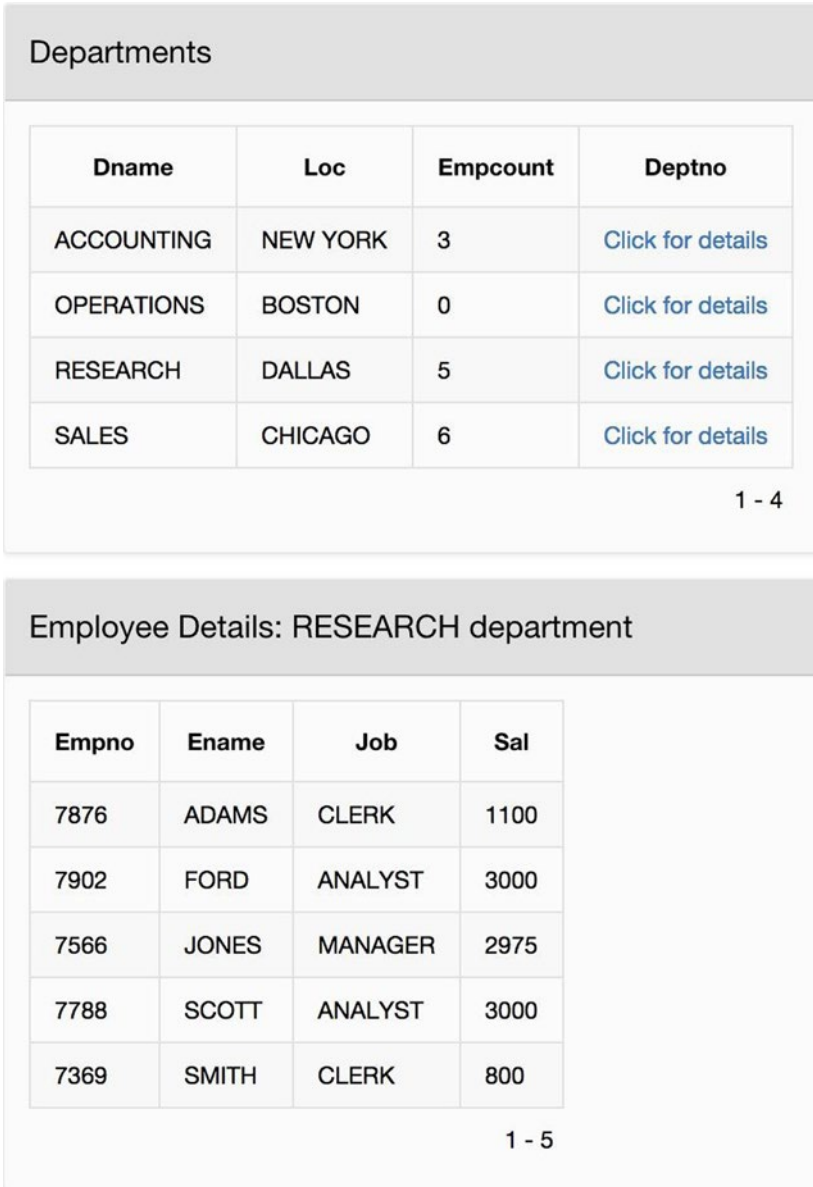 Departments
Dname Loc Empcount Deptno
ACCOUNTING NEW YORK 3 Click for details
OPERATIONS BOSTON 0 Click for details
RESEARCH DALLAS 5 Click for details
SALES CHICAGO 6 Click for details
1 - 4
Employee Details: RESEARCH department
Empno Ename Job Sal
7876 ADAMS CLERK 1100
7902 FORD ANALYST 3000
7566 JONES MANAGER 2975
7788 SCOTT ANALYST 3000
7369 SMITH CLERK 800
1 - 5